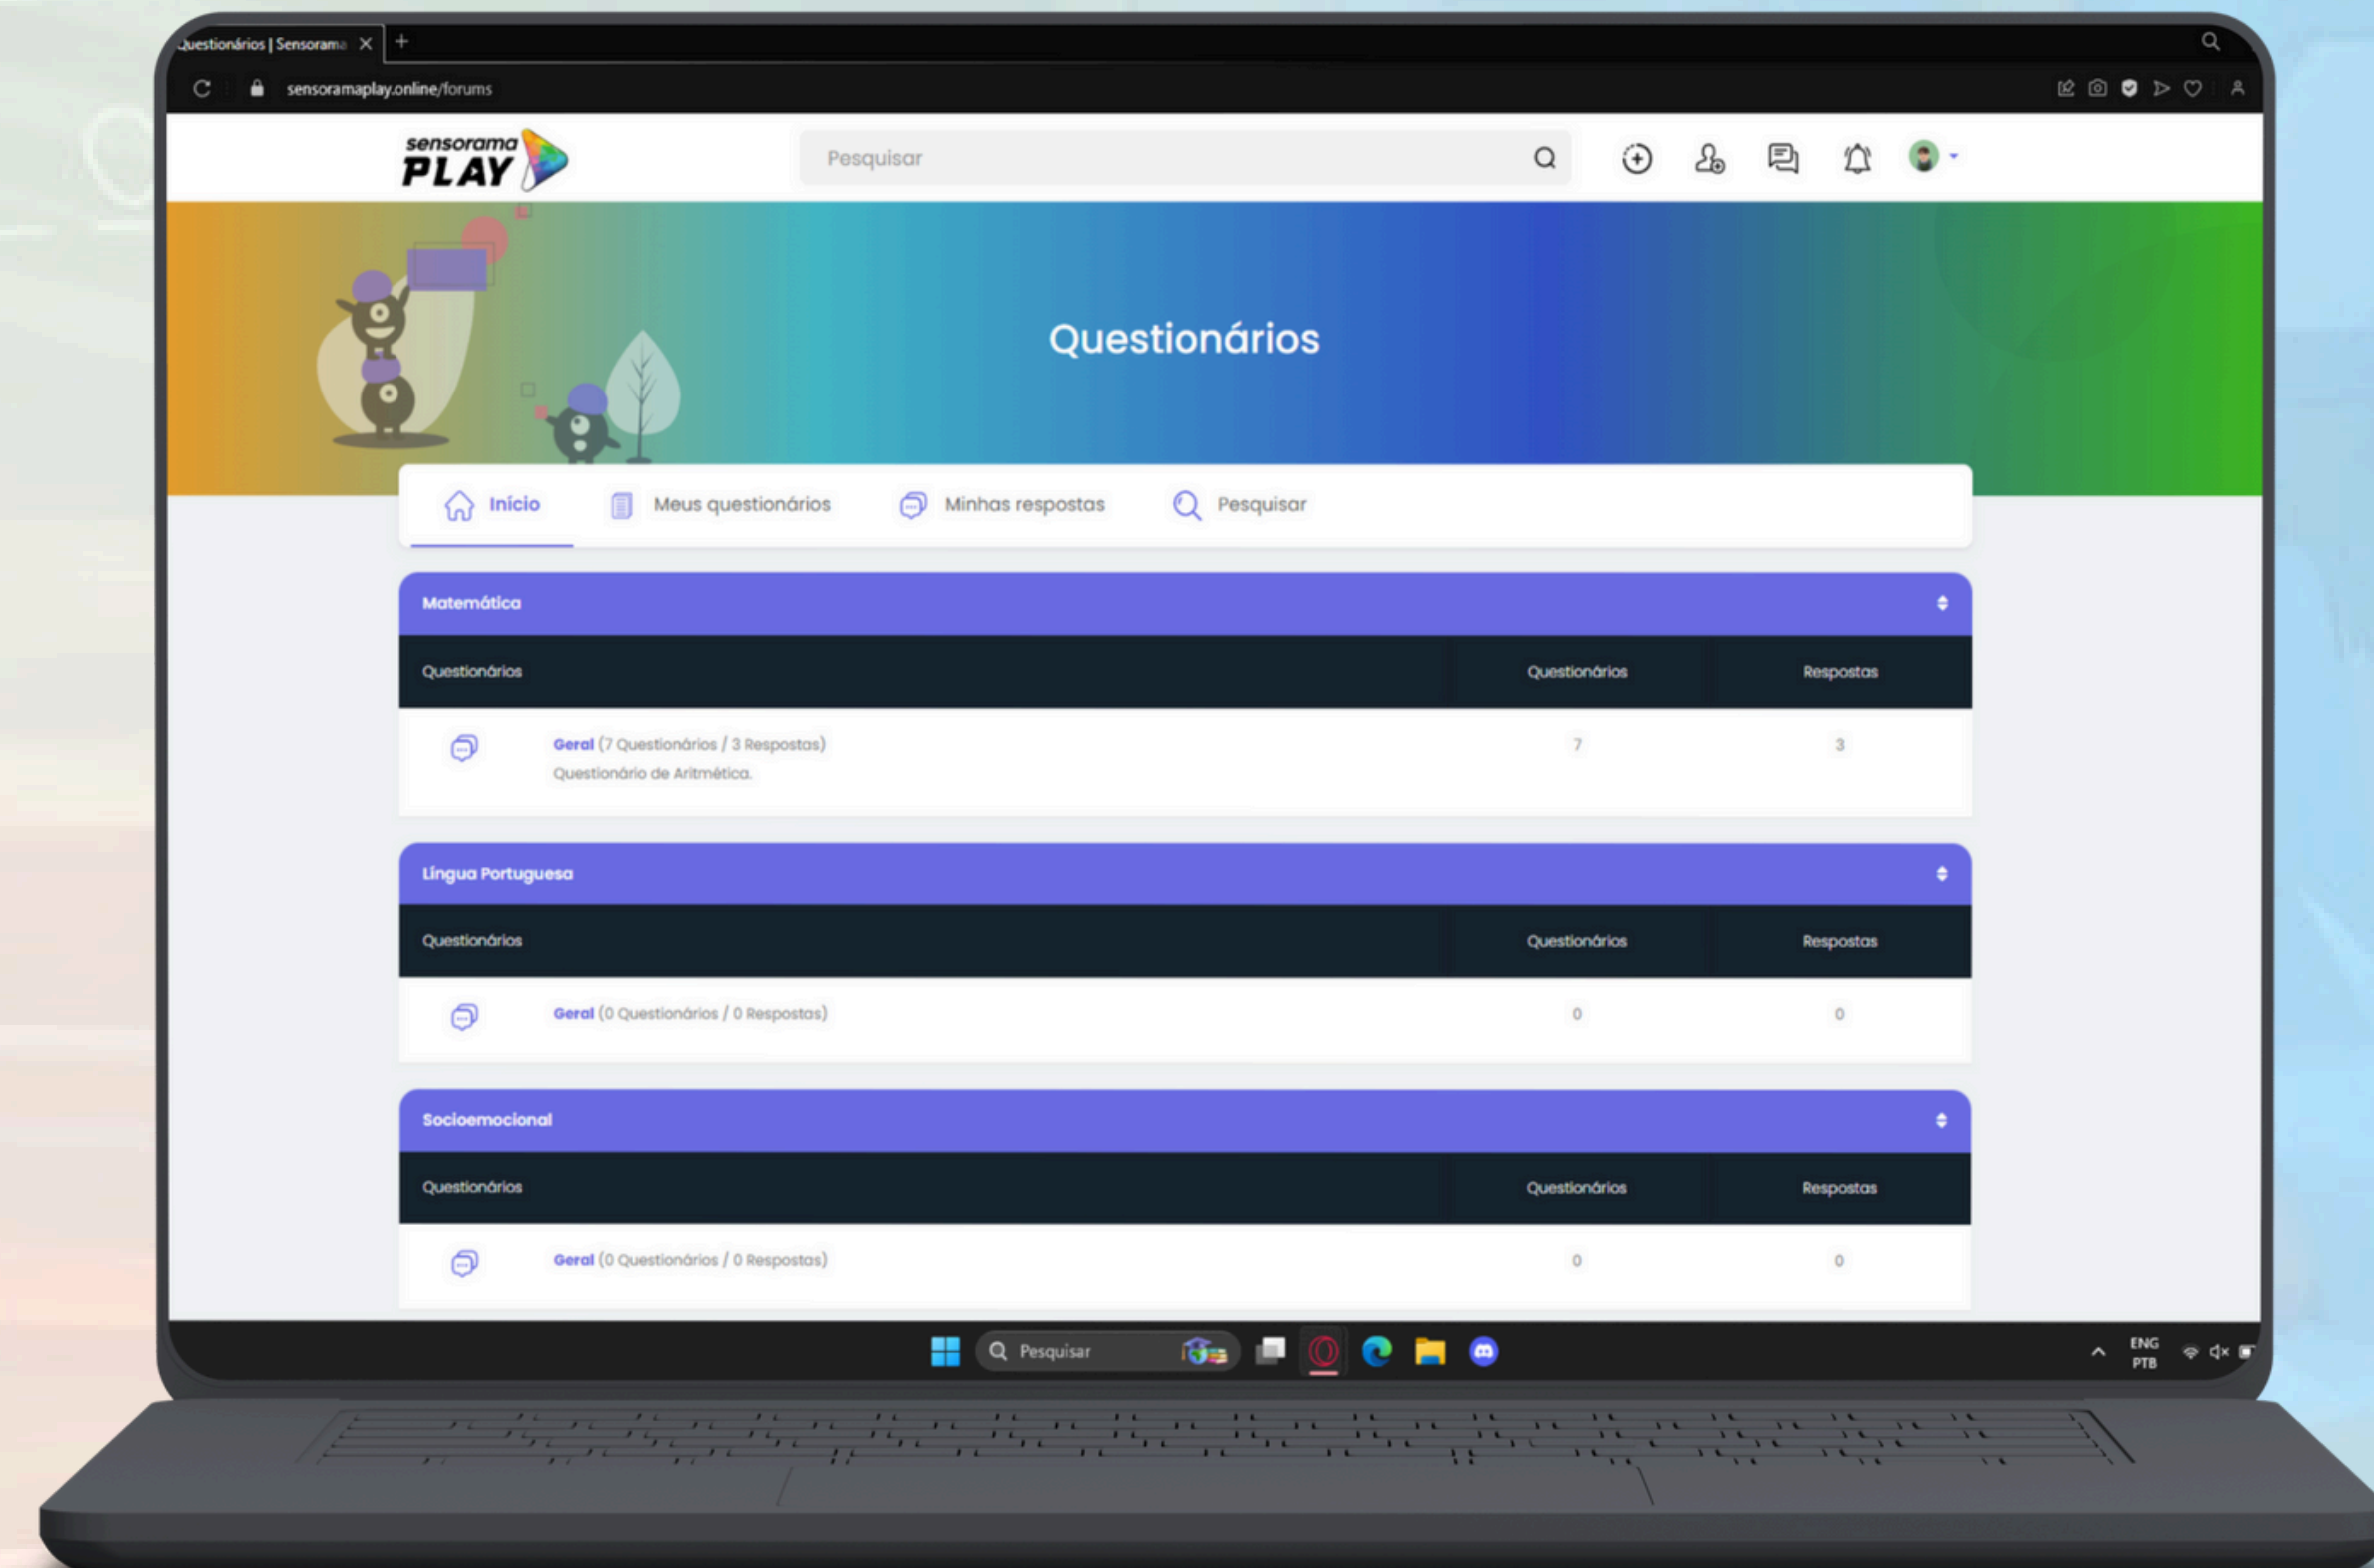 Questionários | Sensorama
sensoramaplay.online/forums
sensorama
PLAY
Pesquisar
Questionários
Início Meus questionários Minhas respostas Pesquisar
Matemática
Questionários Questionários Respostas
Geral (7 Questionários / 3 Respostas) 7 3
Questionário de Aritmética.
Língua Portuguesa
Questionários Questionários Respostas
Geral (0 Questionários / 0 Respostas) 0 0
Socioemocional
Questionários Questionários Respostas
Geral (0 Questionários / 0 Respostas) 0 0
Pesquisar
ENG
PTB